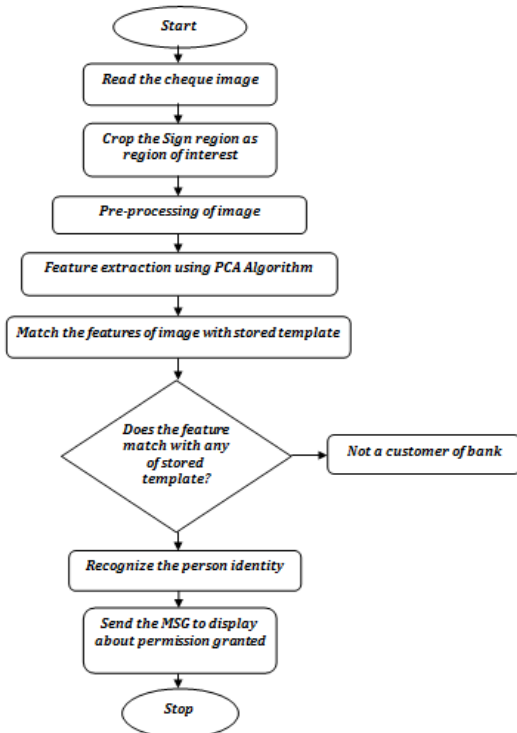 Start
Read the cheque image
Crop the Sign region as
region of interest
Pre-processing of image
Feature extraction using PCA Algorithm
Match the features of image with stored template
Does the feature
match with any
of stored
template?
Not a customer of bank
Recognize the person identity
Send the MSG to display
about permission granted
Stop